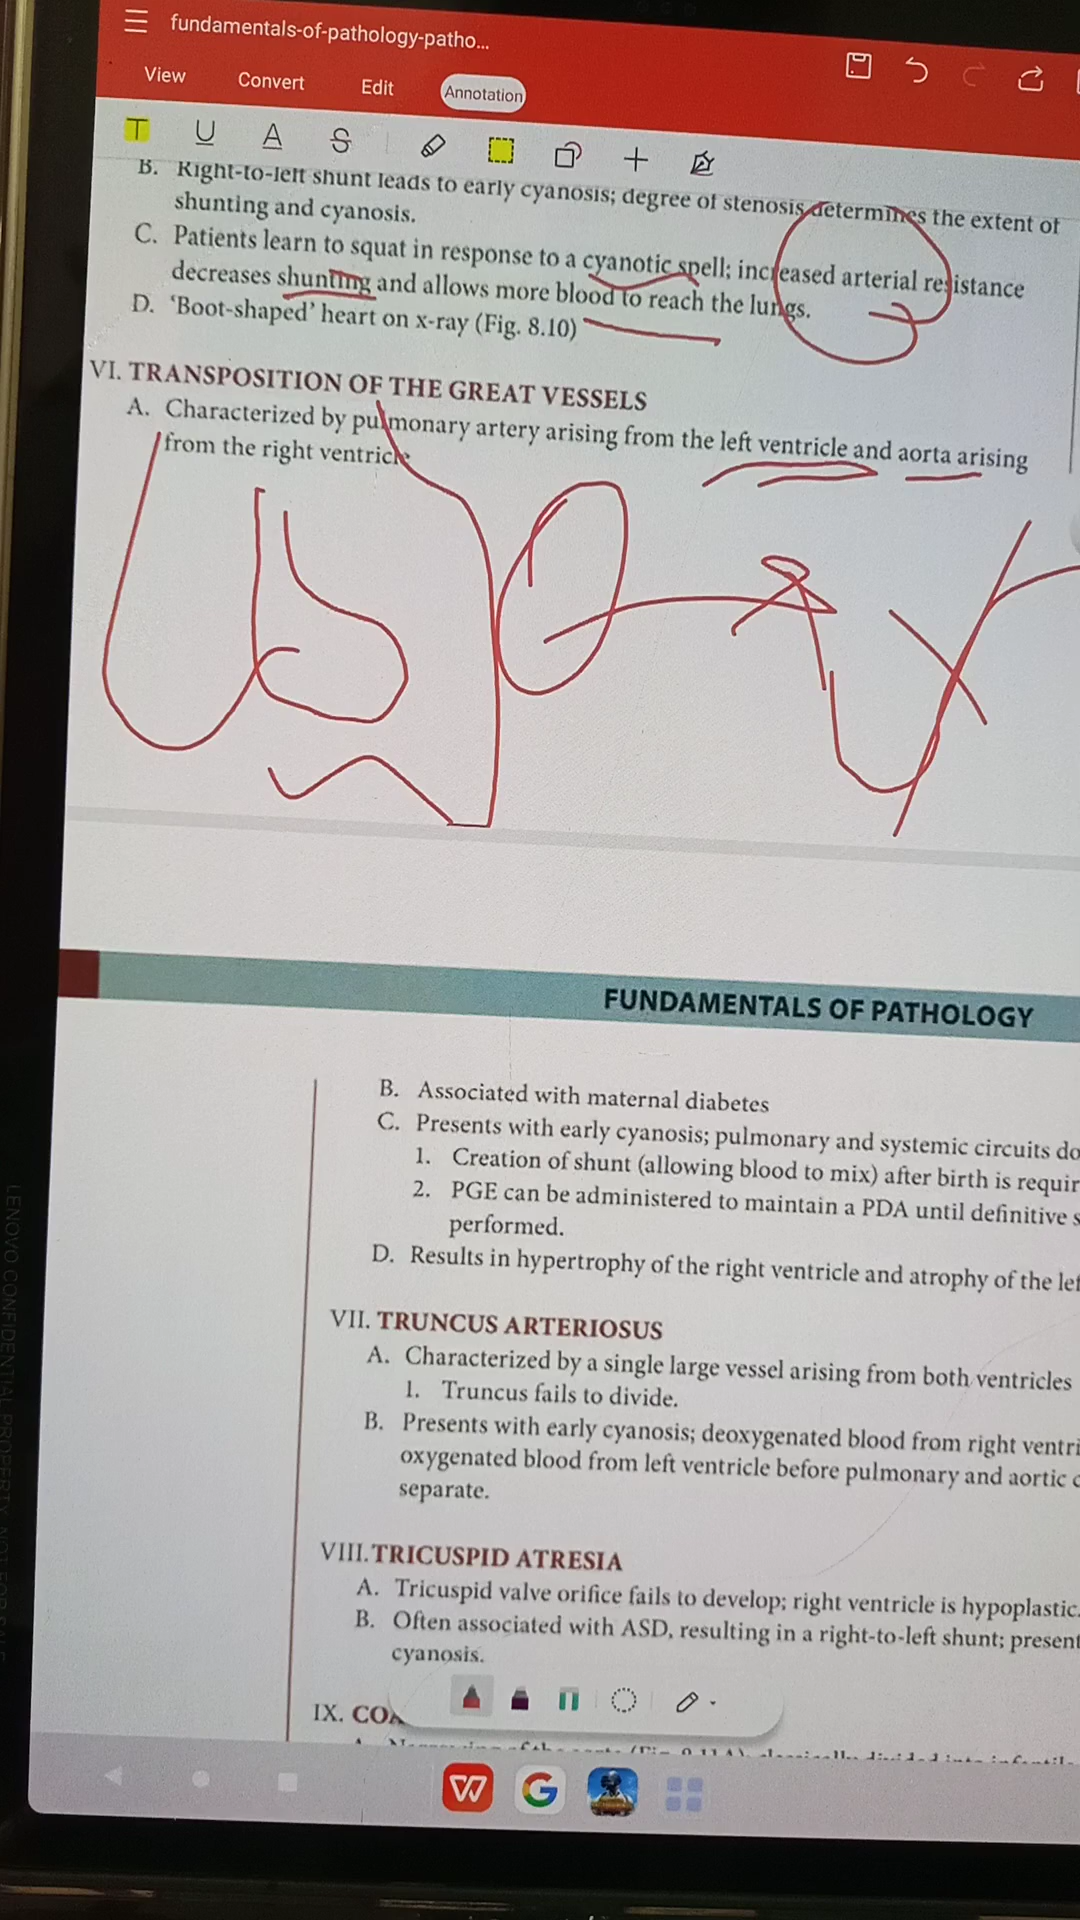 fundamentals-of-pathology-patho...
View Convert Edit Annotation
B. Right-to-left shunt leads to early cyanosis; degree of stenosis determines the extent of
shunting and cyanosis.
C. Patients learn to squat in response to a cyanotic spell; increased arterial resistance
decreases shunting and allows more blood to reach the lungs.
D. ‘Boot-shaped’ heart on x-ray (Fig. 8.10)
VI. TRANSPOSITION OF THE GREAT VESSELS
A. Characterized by pulmonary artery arising from the left ventricle and aorta arising
from the right ventricle
FUNDAMENTALS OF PATHOLOGY
B. Associated with maternal diabetes
C. Presents with early cyanosis; pulmonary and systemic circuits do
1. Creation of shunt (allowing blood to mix) after birth is requir
2. PGE can be administered to maintain a PDA until definitive s
performed.
D. Results in hypertrophy of the right ventricle and atrophy of the lef
VII. TRUNCUS ARTERIOSUS
A. Characterized by a single large vessel arising from both ventricles
1. Truncus fails to divide.
B. Presents with early cyanosis; deoxygenated blood from right ventri
oxygenated blood from left ventricle before pulmonary and aortic c
separate.
VIII. TRICUSPID ATRESIA
A. Tricuspid valve orifice fails to develop; right ventricle is hypoplastic.
B. Often associated with ASD, resulting in a right-to-left shunt; present
cyanosis.
IX. COA
LENOVO CONFIDENTIAL PROPERTY NOT FOR SALE